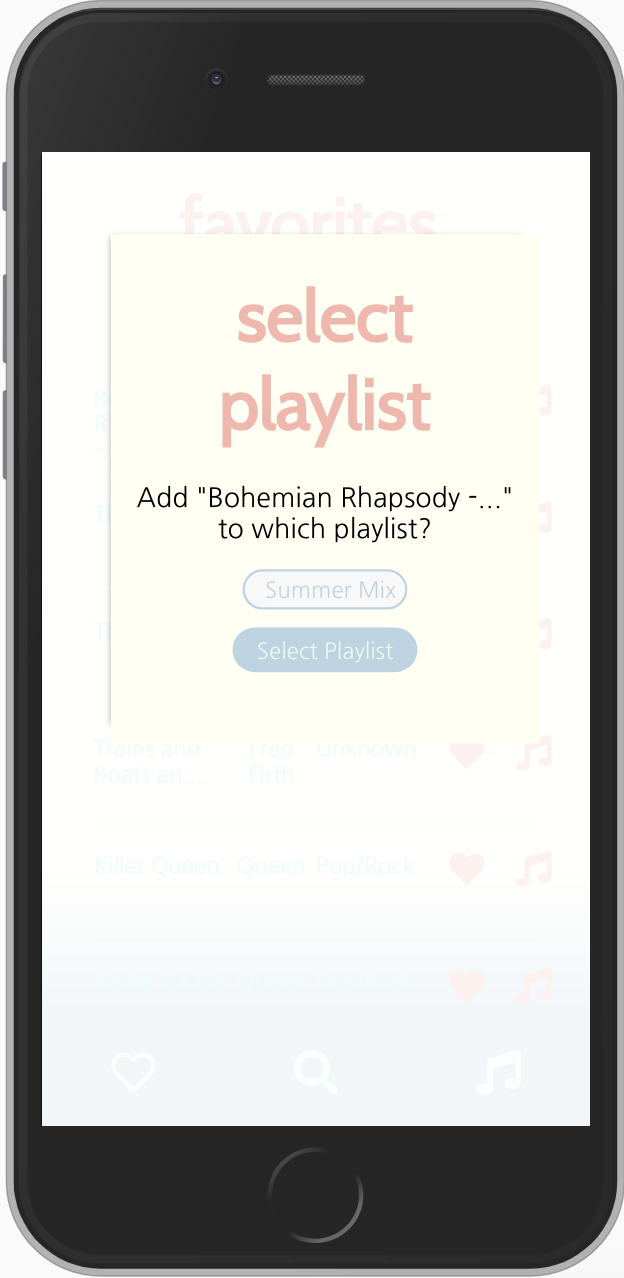 favorites
select
playlist
Add "Bohemian Rhapsody -..."
to which playlist?
Summer Mix
Select Playlist
Trains and
Boats an...
Fred
Firth
Unknown
Killer Queen
Queen
Pop/Rock